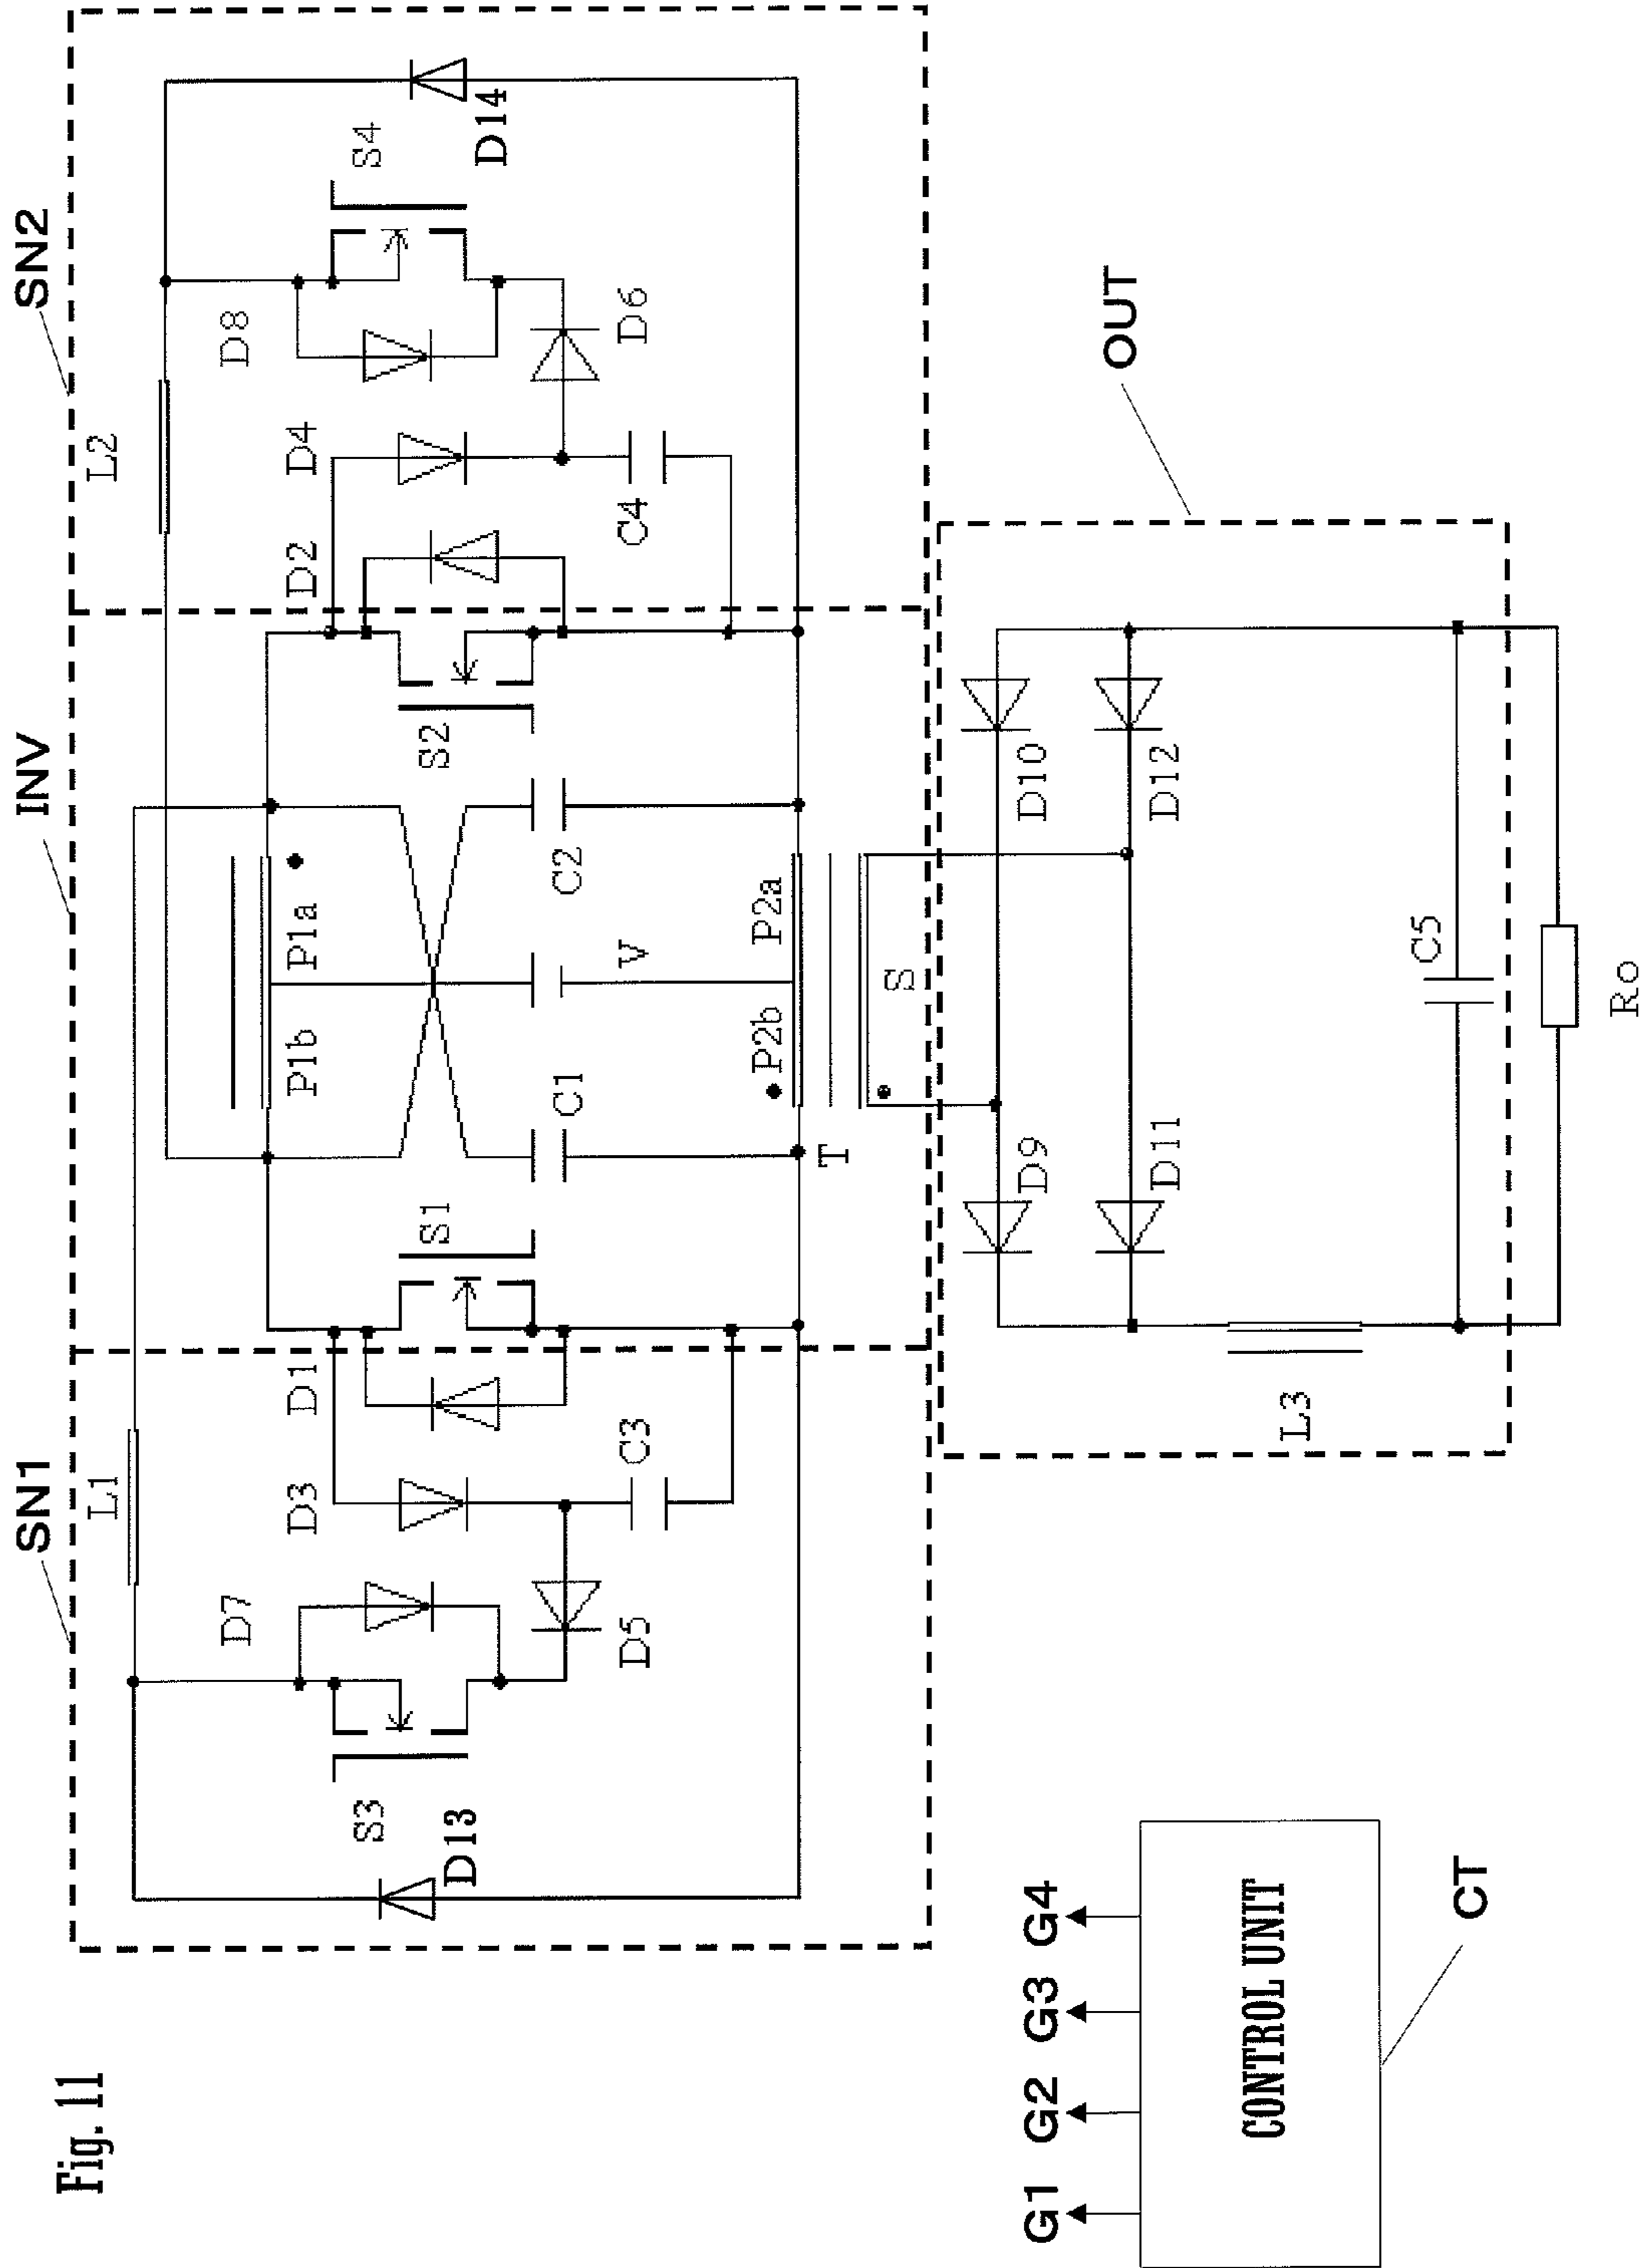 Fig. 11
SN1
INV
SN2
L1
L2
D7
D3
D1
P1b
P1a
D2
D4
D8
S3
D13
S1
S2
S4
D14
D5
C3
C1
V
C2
C4
D6
P2b
P2a
T
S
OUT
D9
D10
D11
D12
L3
C5
Ro
G1
G2
G3
G4
CONTROL UNIT
CT